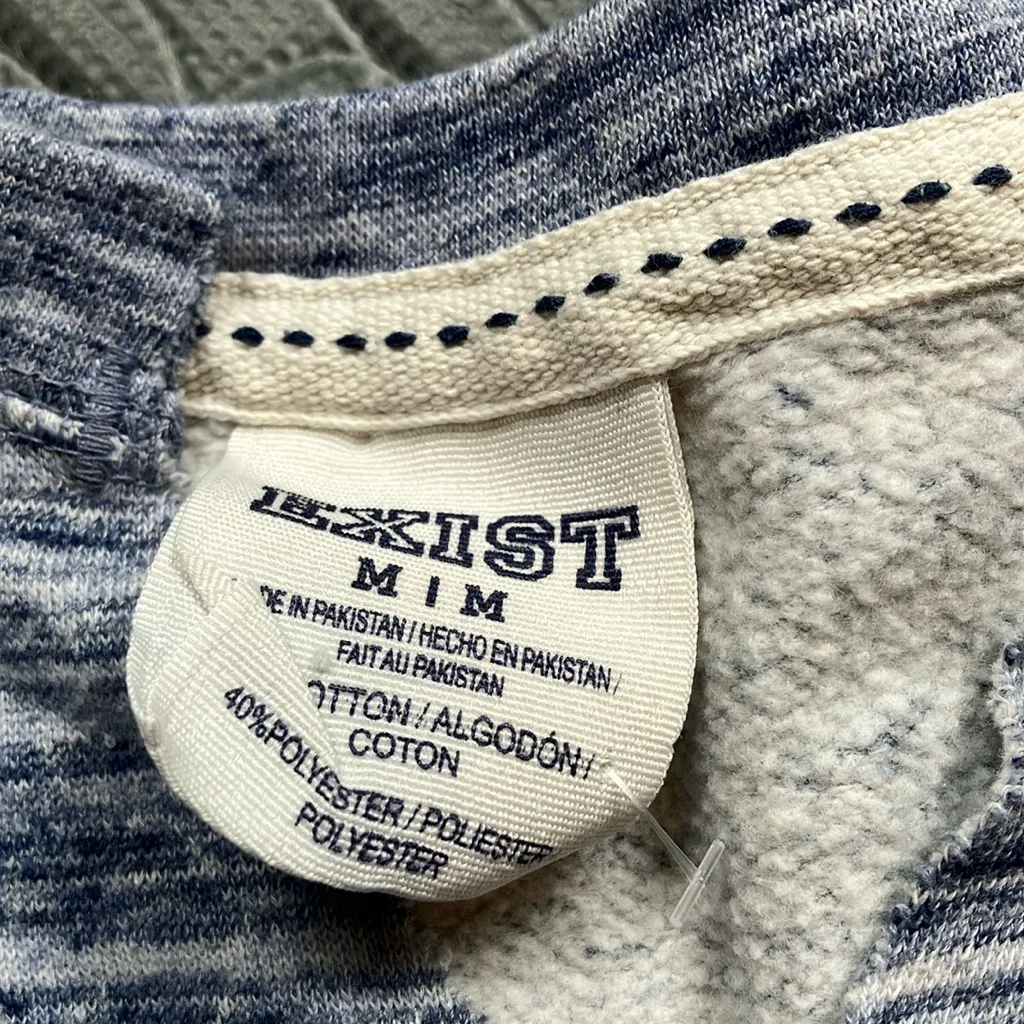 EXIST
M | M
DE IN PAKISTAN / HECHO EN PAKISTAN /
FAIT AU PAKISTAN
OTTON / ALGODÓN /
COTON
40% POLYESTER / POLIESTER
POLYESTER